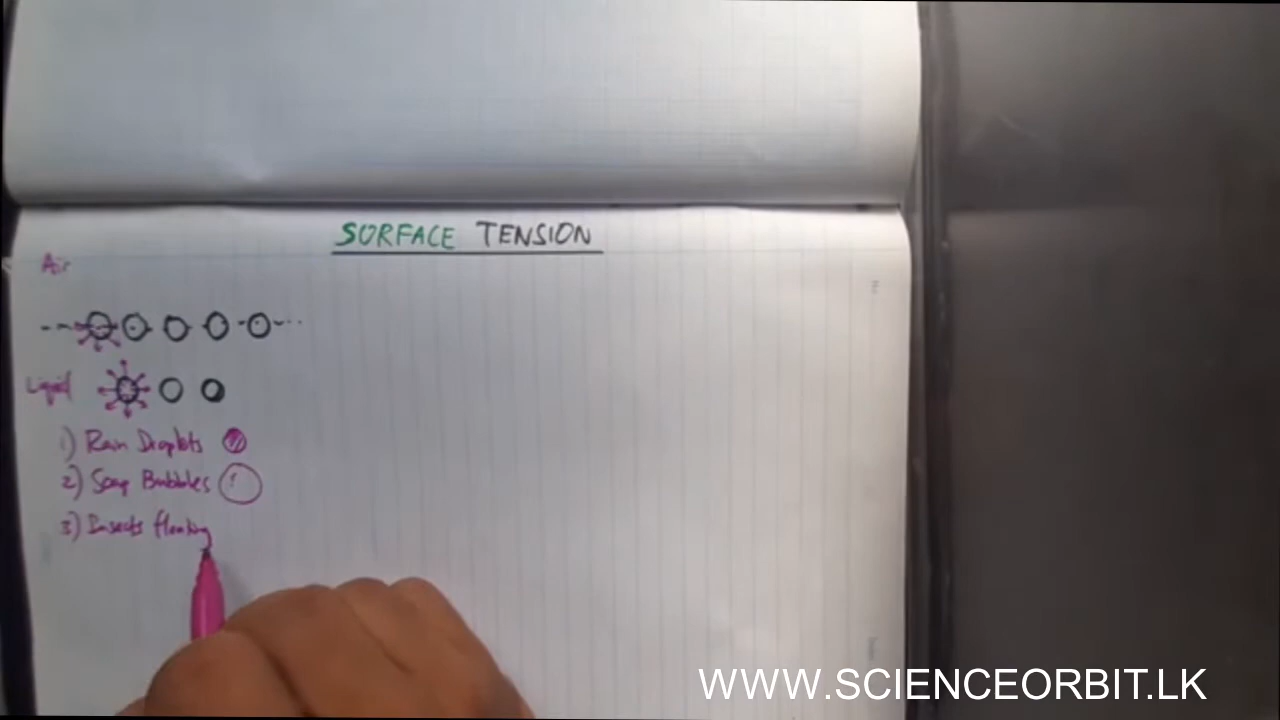 SURFACE TENSION
Air
Liquid
1) Rain Droplets
2) Soap Bubbles
3) Insects floating
WWW.SCIENCEORBIT.LK